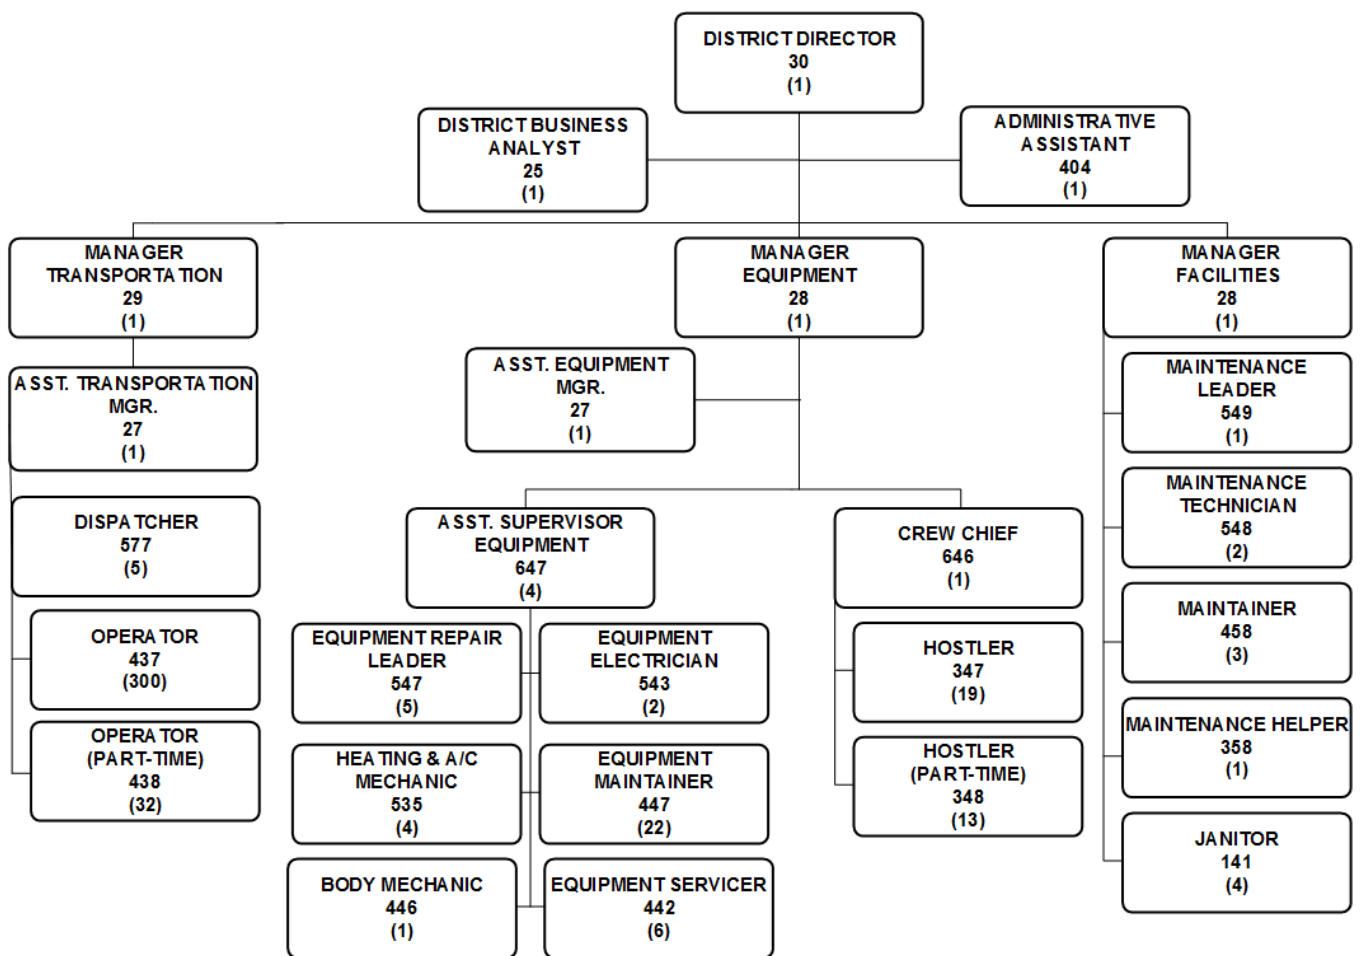 DISTRICT DIRECTOR
30
(1)
DISTRICT BUSINESS
ANALYST
25
(1)
ADMINISTRATIVE
ASSISTANT
404
(1)
MANAGER
TRANSPORTATION
29
(1)
MANAGER
EQUIPMENT
28
(1)
MANAGER
FACILITIES
28
(1)
ASST. TRANSPORTATION
MGR.
27
(1)
DISPATCHER
577
(5)
OPERATOR
437
(300)
OPERATOR
(PART-TIME)
438
(32)
ASST. EQUIPMENT
MGR.
27
(1)
ASST. SUPERVISOR
EQUIPMENT
647
(4)
EQUIPMENT REPAIR
LEADER
547
(5)
EQUIPMENT
ELECTRICIAN
543
(2)
HEATING & A/C
MECHANIC
535
(4)
EQUIPMENT
MAINTAINER
447
(22)
BODY MECHANIC
446
(1)
EQUIPMENT SERVICER
442
(6)
CREW CHIEF
646
(1)
HOSTLER
347
(19)
HOSTLER
(PART-TIME)
348
(13)
MAINTENANCE
LEADER
549
(1)
MAINTENANCE
TECHNICIAN
548
(2)
MAINTAINER
458
(3)
MAINTENANCE HELPER
358
(1)
JANITOR
141
(4)